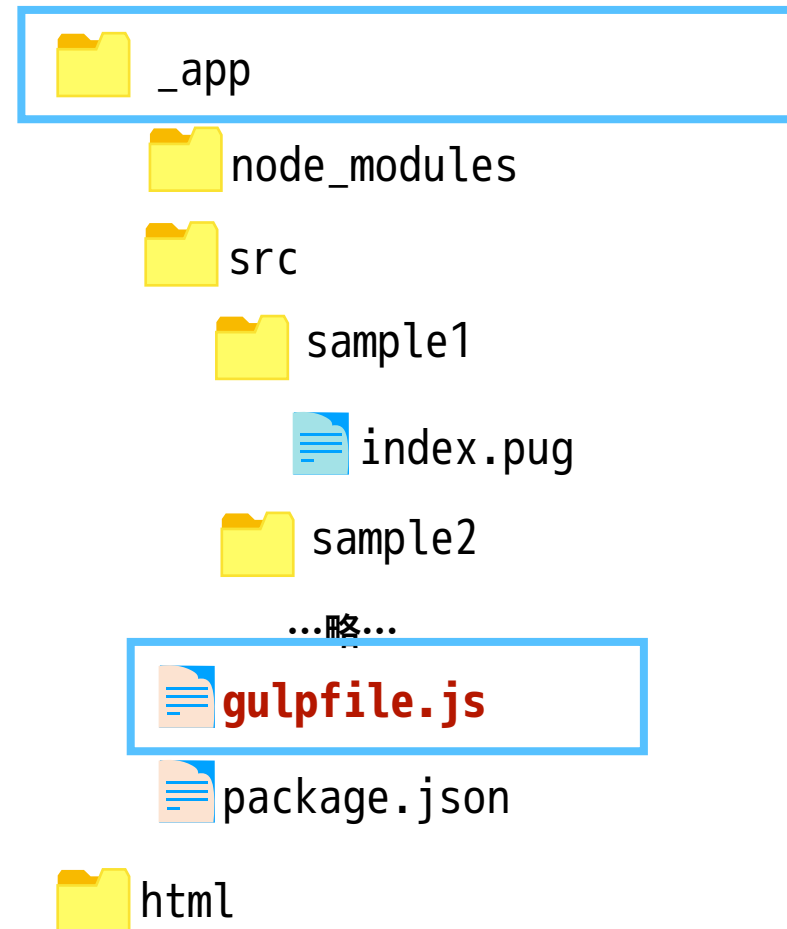 _app
node_modules
src
sample1
index.pug
sample2
…略…
gulpfile.js
package.json
html